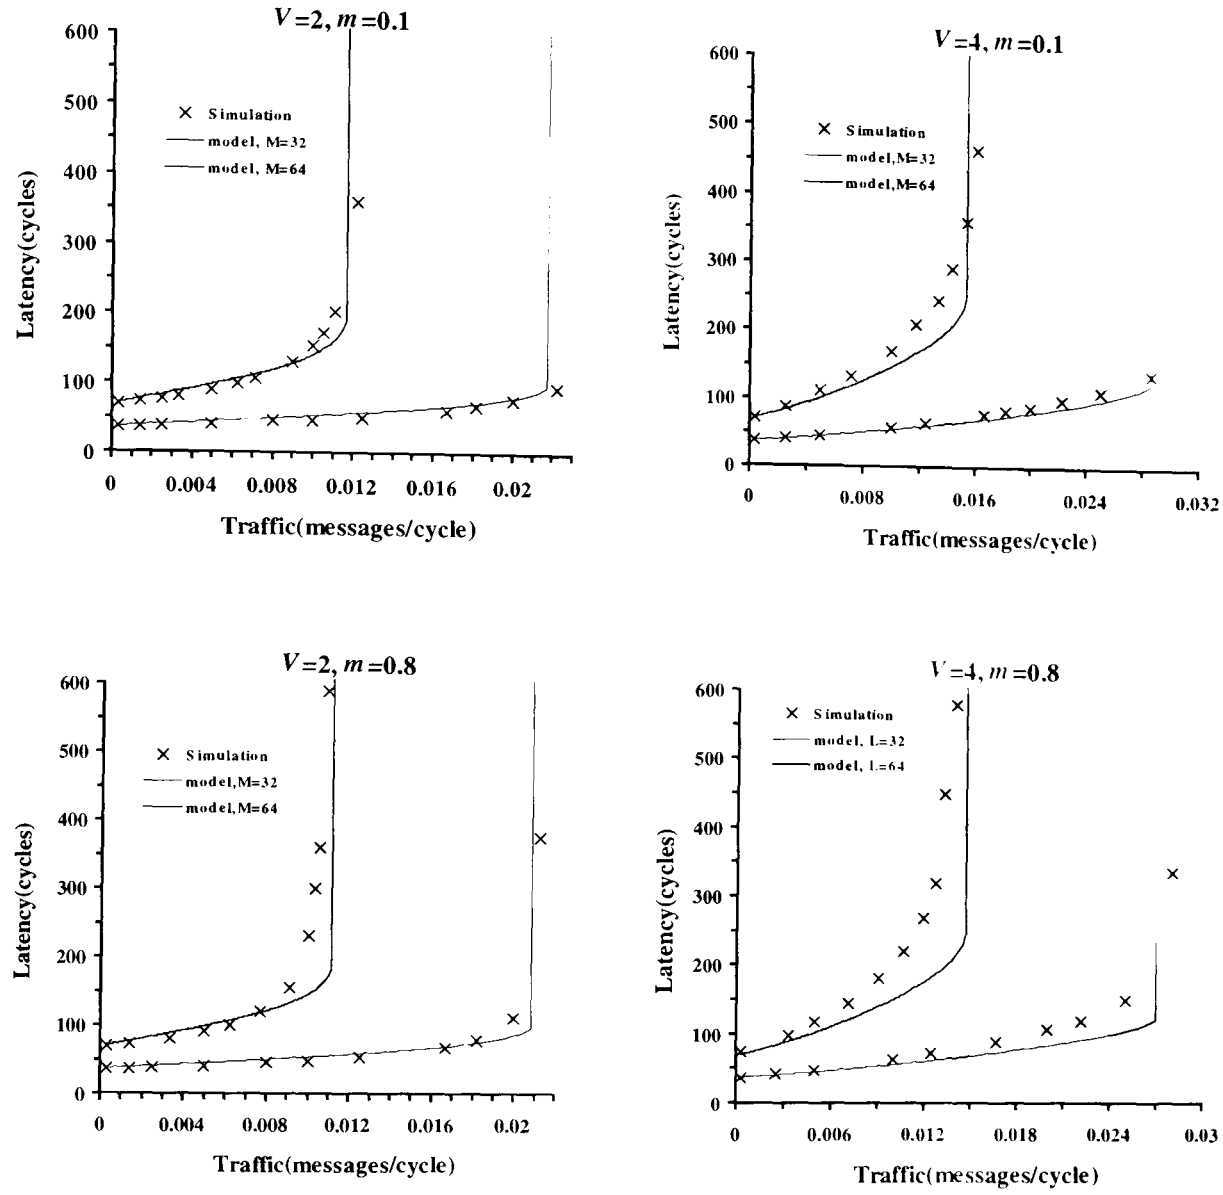 V=2, m=0.1
600
500
400
300
200
100
0
Latency(cycles)
Simulation
model, M=32
model, M=64
0
0.004
0.008
0.012
0.016
0.02
Traffic(messages/cycle)
V=4, m=0.1
600
500
400
300
200
100
0
Latency(cycles)
Simulation
model,M=32
model,M=64
0
0.008
0.016
0.024
0.032
Traffic(messages/cycle)
V=2, m=0.8
600
500
400
300
200
100
0
Latency(cycles)
Simulation
model,M=32
model,M=64
0
0.004
0.008
0.012
0.016
0.02
Traffic(messages/cycle)
V=4, m=0.8
600
500
400
300
200
100
0
Latency(cycles)
Simulation
model, L=32
model, L=64
0
0.006
0.012
0.018
0.024
0.03
Traffic(messages/cycle)